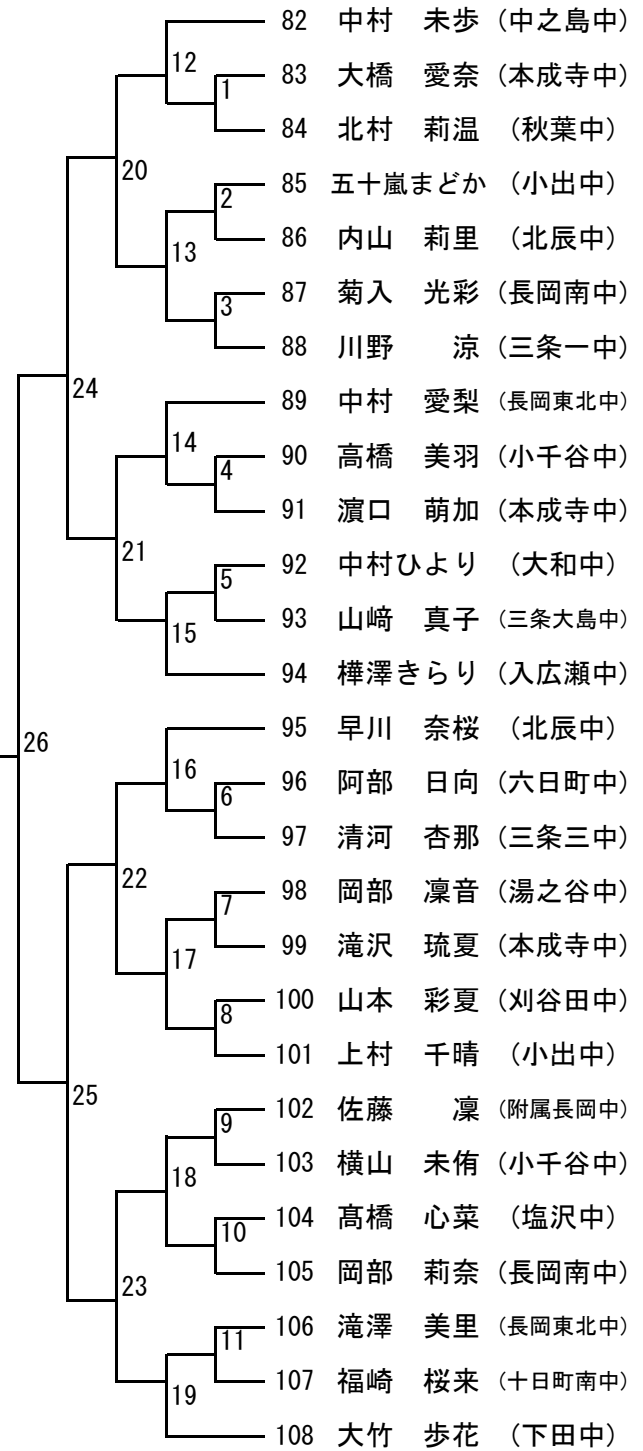 82 中村 未歩 (中之島中)
12
83 大橋 愛奈 (本成寺中)
1
84 北村 莉温 (秋葉中)
20
85 五十嵐まどか (小出中)
2
86 内山 莉里 (北辰中)
13
87 菊入 光彩 (長岡南中)
3
88 川野 涼 (三条一中)
24
89 中村 愛梨 (長岡東北中)
14
90 高橋 美羽 (小千谷中)
4
91 濵口 萌加 (本成寺中)
21
92 中村ひより (大和中)
5
93 山﨑 真子 (三条大島中)
15
94 樺澤きらり (入広瀬中)
26
95 早川 奈桜 (北辰中)
16
96 阿部 日向 (六日町中)
6
97 清河 杏那 (三条三中)
22
98 岡部 凜音 (湯之谷中)
7
99 滝沢 琉夏 (本成寺中)
17
100 山本 彩夏 (刈谷田中)
8
101 上村 千晴 (小出中)
25
102 佐藤 凜 (附属長岡中)
9
103 横山 未侑 (小千谷中)
18
104 髙橋 心菜 (塩沢中)
10
105 岡部 莉奈 (長岡南中)
23
106 滝澤 美里 (長岡東北中)
11
107 福崎 桜来 (十日町南中)
19
108 大竹 歩花 (下田中)